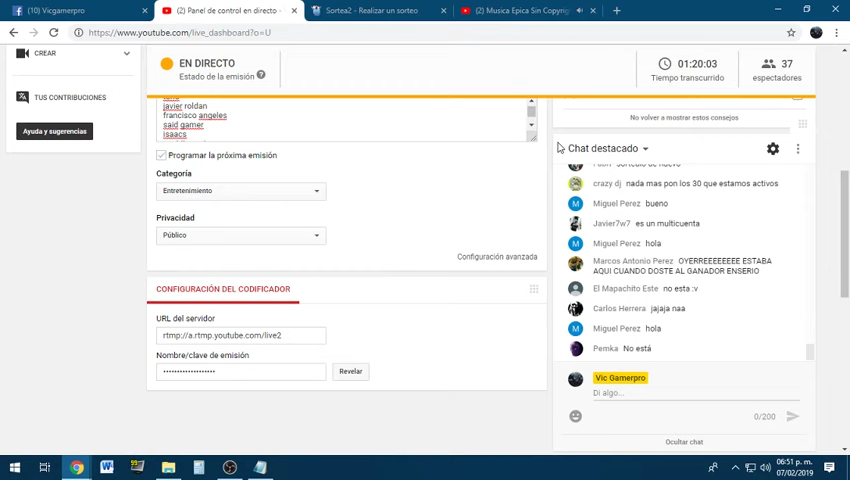 (10) Vicgamerpro
(2) Panel de control en directo -
Sortea2 - Realizar un sorteo
(2) Musica Epica Sin Copyrig
https://www.youtube.com/live_dashboard?o=U
CREAR
TUS CONTRIBUCIONES
Ayuda y sugerencias
EN DIRECTO
Estado de la emisión
01:20:03
Tiempo transcurrido
37
espectadores
javier roldan
francisco angeles
said gamer
isaacs
Programar la próxima emisión
Categoría
Entretenimiento
Privacidad
Público
Configuración avanzada
CONFIGURACIÓN DEL CODIFICADOR
URL del servidor
rtmp://a.rtmp.youtube.com/live2
Nombre/clave de emisión
Revelar
No volver a mostrar estos consejos
Chat destacado
crazy dj nada mas pon los 30 que estamos activos
Miguel Perez bueno
Javier7w7 es un multicuenta
Miguel Perez hola
Marcos Antonio Perez OYERREEEEEEE ESTABA
AQUI CUANDO DOSTE AL GANADOR ENSERIO
El Mapachito Este no esta :v
Carlos Herrera jajaja naa
Miguel Perez hola
Pemka No está
Vic Gamerpro
Di algo...
0/200
Ocultar chat
06:51 p. m.
07/02/2019